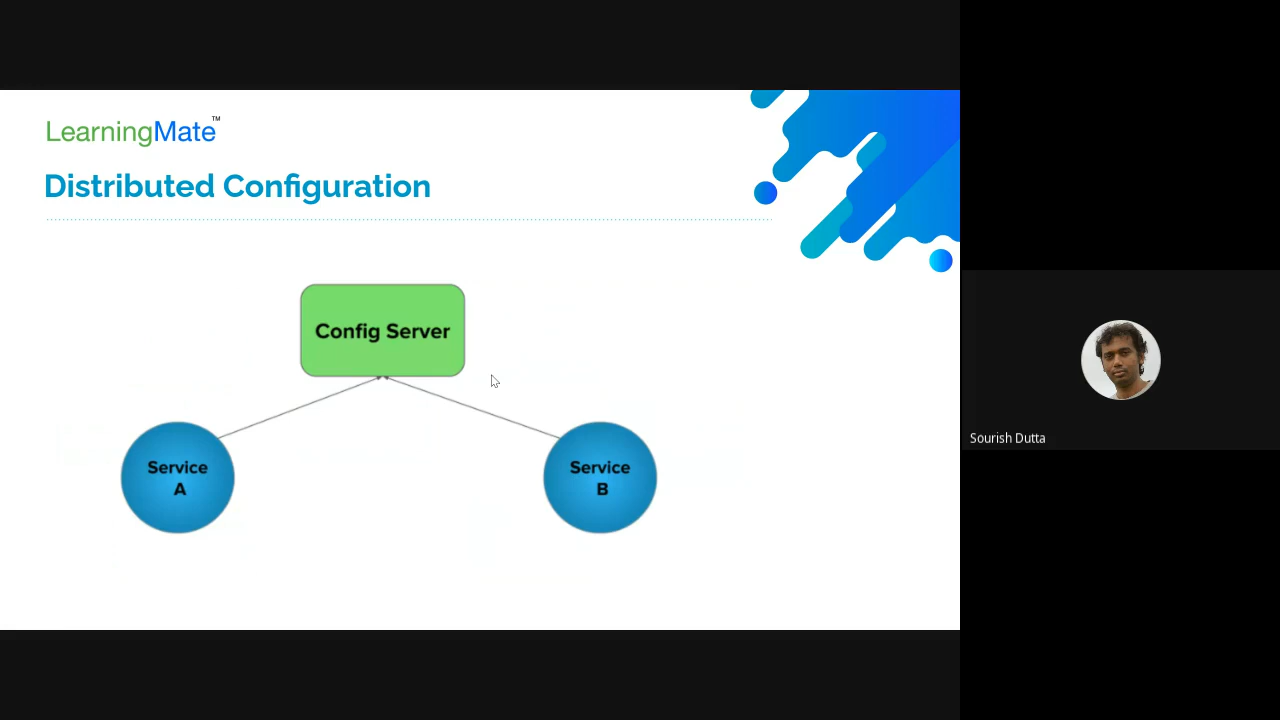 LearningMate™
Distributed Configuration
Config Server
Service
A
Service
B
Sourish Dutta